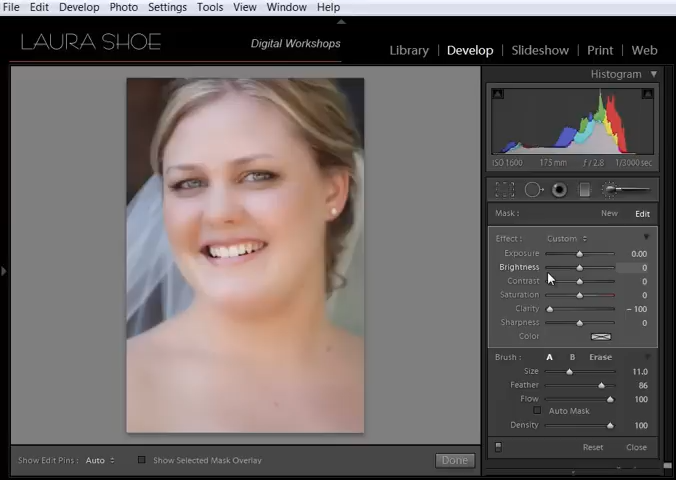 File Edit Develop Photo Settings Tools View Window Help
LAURA SHOE Digital Workshops
Library | Develop | Slideshow | Print | Web
Histogram
ISO 1600 175 mm ƒ / 2.8 1/3000 sec
Mask : New Edit
Effect : Custom
Exposure 0.00
Brightness 0
Contrast 0
Saturation 0
Clarity – 100
Sharpness 0
Color
Brush : A B Erase
Size 11.0
Feather 86
Flow 100
Auto Mask
Density 100
Reset Close
Show Edit Pins : Auto Show Selected Mask Overlay Done